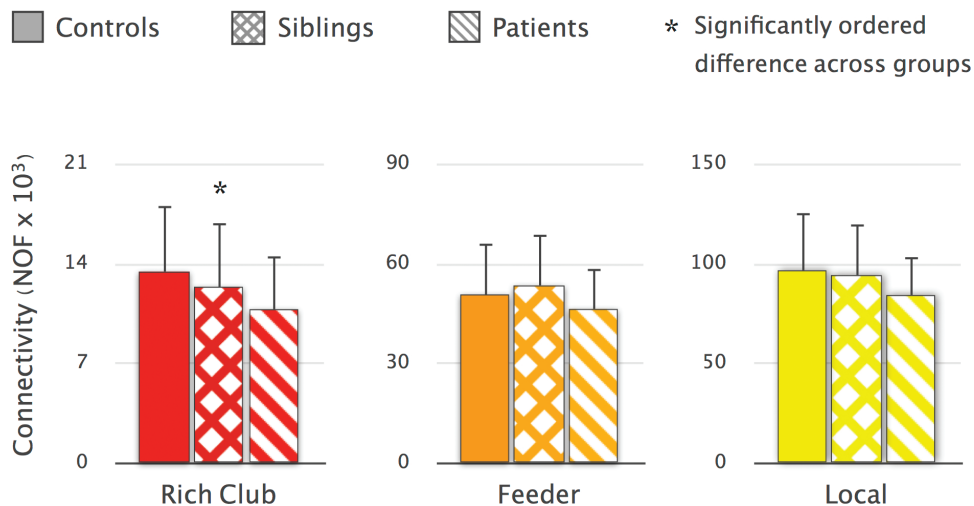 Controls
Siblings
Patients
* Significantly ordered
difference across groups
Connectivity (NOF x 10³)
21
14
7
0
*
Rich Club
90
60
30
0
Feeder
150
100
50
0
Local